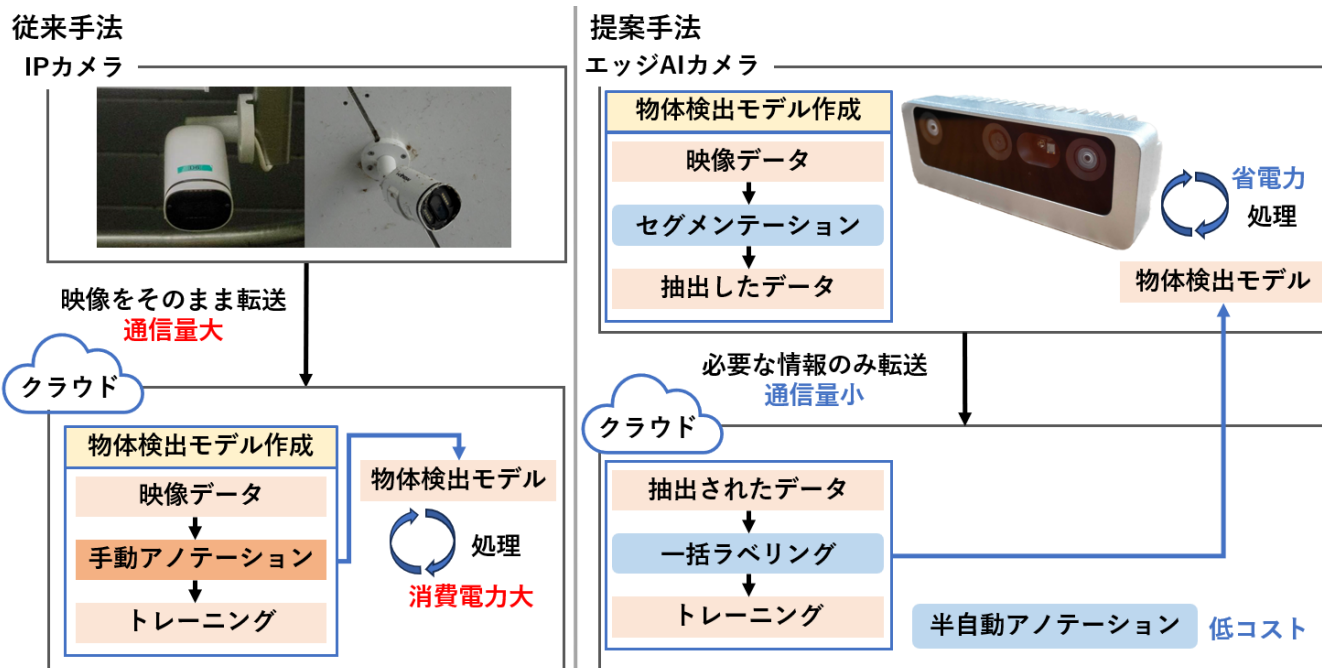 従来手法
IPカメラ
映像をそのまま転送
通信量大
クラウド
物体検出モデル作成
映像データ
手動アノテーション
トレーニング
物体検出モデル
処理
消費電力大
提案手法
エッジAIカメラ
物体検出モデル作成
映像データ
セグメンテーション
抽出したデータ
省電力
処理
物体検出モデル
必要な情報のみ転送
通信量小
クラウド
抽出されたデータ
一括ラベリング
トレーニング
半自動アノテーション
低コスト